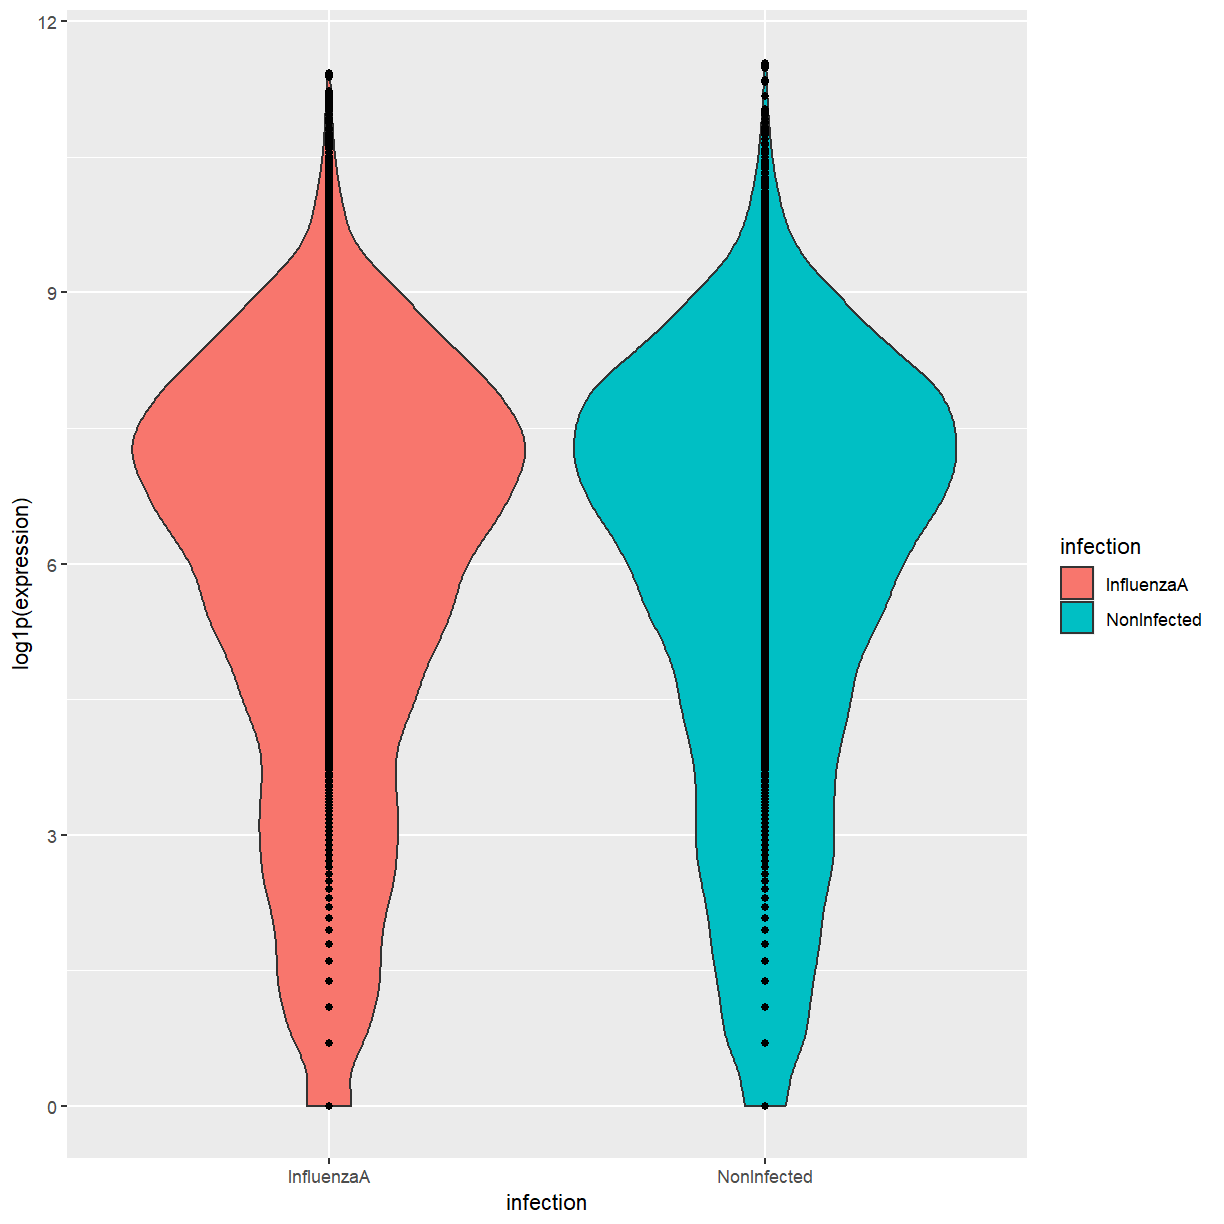 log1p(expression)
12
9
6
3
0
InfluenzaA
NonInfected
infection
infection
InfluenzaA
NonInfected